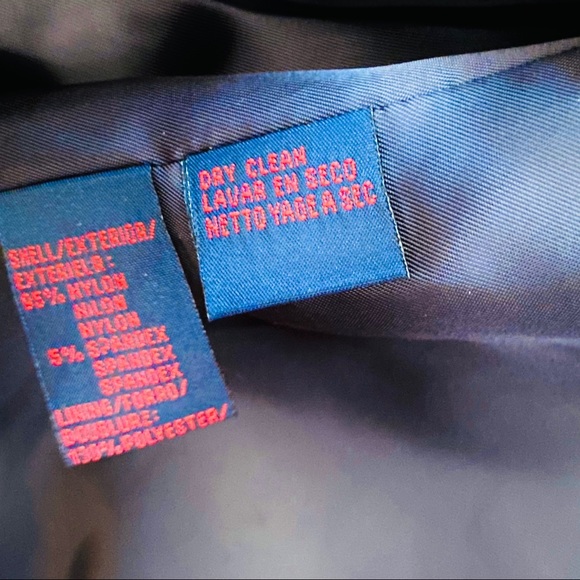 SHELL/EXTERIOR/
EXTERIEUR:
95% NYLON
NILON
NYLON
5% SPANDEX
SPANDEX
SPANDEX
LINING/FORRO/
DOUBLURE:
100% POLYESTER/
DRY CLEAN
LAVAR EN SECO
NETTOYAGE A SEC